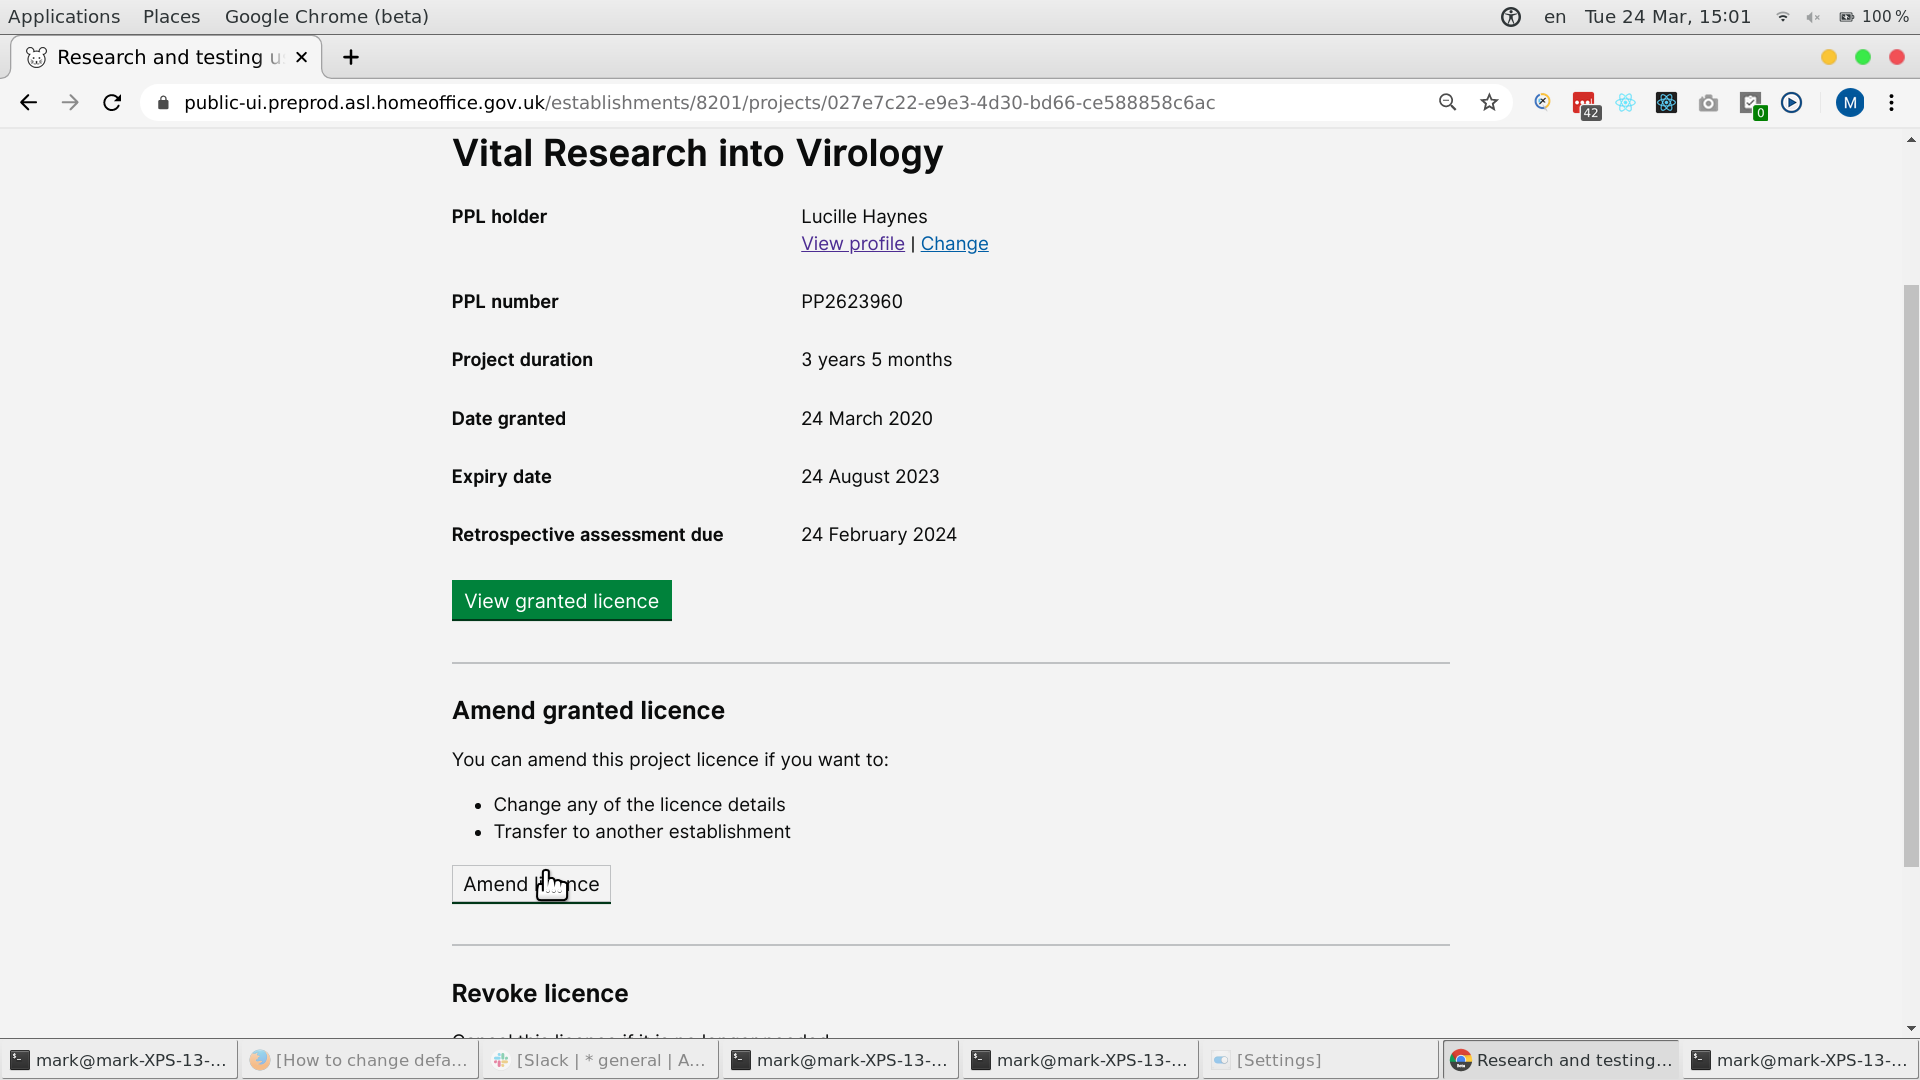 Applications Places Google Chrome (beta) en Tue 24 Mar, 15:01 100 %
Research and testing u
public-ui.preprod.asl.homeoffice.gov.uk/establishments/8201/projects/027e7c22-e9e3-4d30-bd66-ce588858c6ac 42 0 M
Vital Research into Virology
PPL holder Lucille Haynes
View profile | Change
PPL number PP2623960
Project duration 3 years 5 months
Date granted 24 March 2020
Expiry date 24 August 2023
Retrospective assessment due 24 February 2024
View granted licence
Amend granted licence
You can amend this project licence if you want to:
• Change any of the licence details
• Transfer to another establishment
Amend licence
Revoke licence
mark@mark-XPS-13-... [How to change defa... [Slack | * general | A... mark@mark-XPS-13-... mark@mark-XPS-13-... [Settings] Research and testing... mark@mark-XPS-13-...